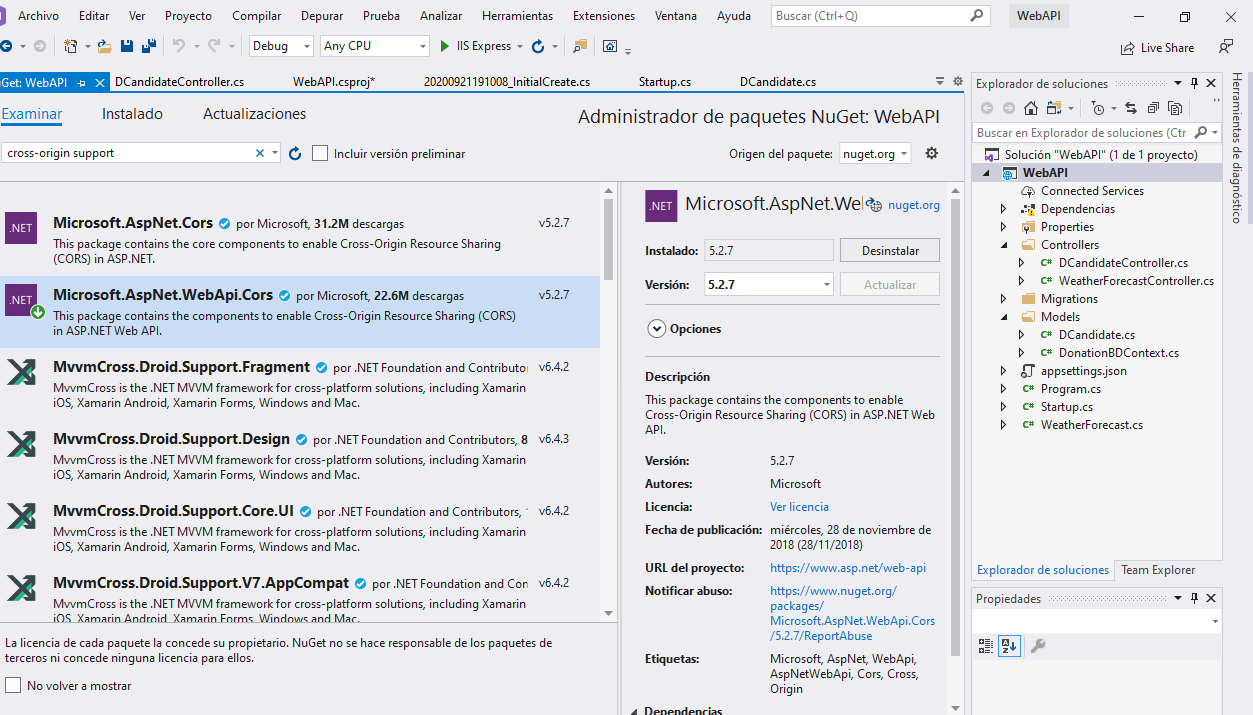 Archivo Editar Ver Proyecto Compilar Depurar Prueba Analizar Herramientas Extensiones Ventana Ayuda Buscar (Ctrl+Q) WebAPI
Debug Any CPU IIS Express Live Share
Get: WebAPI DCandidateController.cs WebAPI.csproj* 20200921191008_InitialCreate.cs Startup.cs DCandidate.cs
Examinar Instalado Actualizaciones
Administrador de paquetes NuGet: WebAPI
cross-origin support Incluir versión preliminar Origen del paquete: nuget.org
.NET Microsoft.AspNet.Cors por Microsoft, 31.2M descargas v5.2.7
This package contains the core components to enable Cross-Origin Resource Sharing
(CORS) in ASP.NET.
.NET Microsoft.AspNet.WebApi.Cors por Microsoft, 22.6M descargas v5.2.7
This package contains the components to enable Cross-Origin Resource Sharing (CORS)
in ASP.NET Web API.
MvvmCross.Droid.Support.Fragment por .NET Foundation and Contributo v6.4.2
MvvmCross is the .NET MVVM framework for cross-platform solutions, including Xamarin
iOS, Xamarin Android, Xamarin Forms, Windows and Mac.
MvvmCross.Droid.Support.Design por .NET Foundation and Contributors, 8 v6.4.3
MvvmCross is the .NET MVVM framework for cross-platform solutions, including Xamarin
iOS, Xamarin Android, Xamarin Forms, Windows and Mac.
MvvmCross.Droid.Support.Core.UI por .NET Foundation and Contributors, v6.4.2
MvvmCross is the .NET MVVM framework for cross-platform solutions, including Xamarin
iOS, Xamarin Android, Xamarin Forms, Windows and Mac.
MvvmCross.Droid.Support.V7.AppCompat por .NET Foundation and Con v6.4.2
MvvmCross is the .NET MVVM framework for cross-platform solutions, including Xamarin
iOS, Xamarin Android, Xamarin Forms, Windows and Mac.
La licencia de cada paquete la concede su propietario. NuGet no se hace responsable de los paquetes de
terceros ni concede ninguna licencia para ellos.
No volver a mostrar
.NET Microsoft.AspNet.We nuget.org
Instalado: 5.2.7 Desinstalar
Versión: 5.2.7 Actualizar
Opciones
Descripción
This package contains the components to enable
Cross-Origin Resource Sharing (CORS) in ASP.NET Web
API.
Versión: 5.2.7
Autores: Microsoft
Licencia: Ver licencia
Fecha de publicación: miércoles, 28 de noviembre de
2018 (28/11/2018)
URL del proyecto: https://www.asp.net/web-api
Notificar abuso: https://www.nuget.org/
packages/
Microsoft.AspNet.WebApi.Cors
/5.2.7/ReportAbuse
Etiquetas: Microsoft, AspNet, WebApi,
AspNetWebApi, Cors, Cross,
Origin
Dependencias
Explorador de soluciones
Buscar en Explorador de soluciones (Ctr
Solución "WebAPI" (1 de 1 proyecto)
WebAPI
Connected Services
Dependencias
Properties
Controllers
C# DCandidateController.cs
C# WeatherForecastController.cs
Migrations
Models
C# DCandidate.cs
C# DonationBDContext.cs
appsettings.json
C# Program.cs
C# Startup.cs
C# WeatherForecast.cs
Explorador de soluciones Team Explorer
Propiedades
Herramientas de diagnóstico